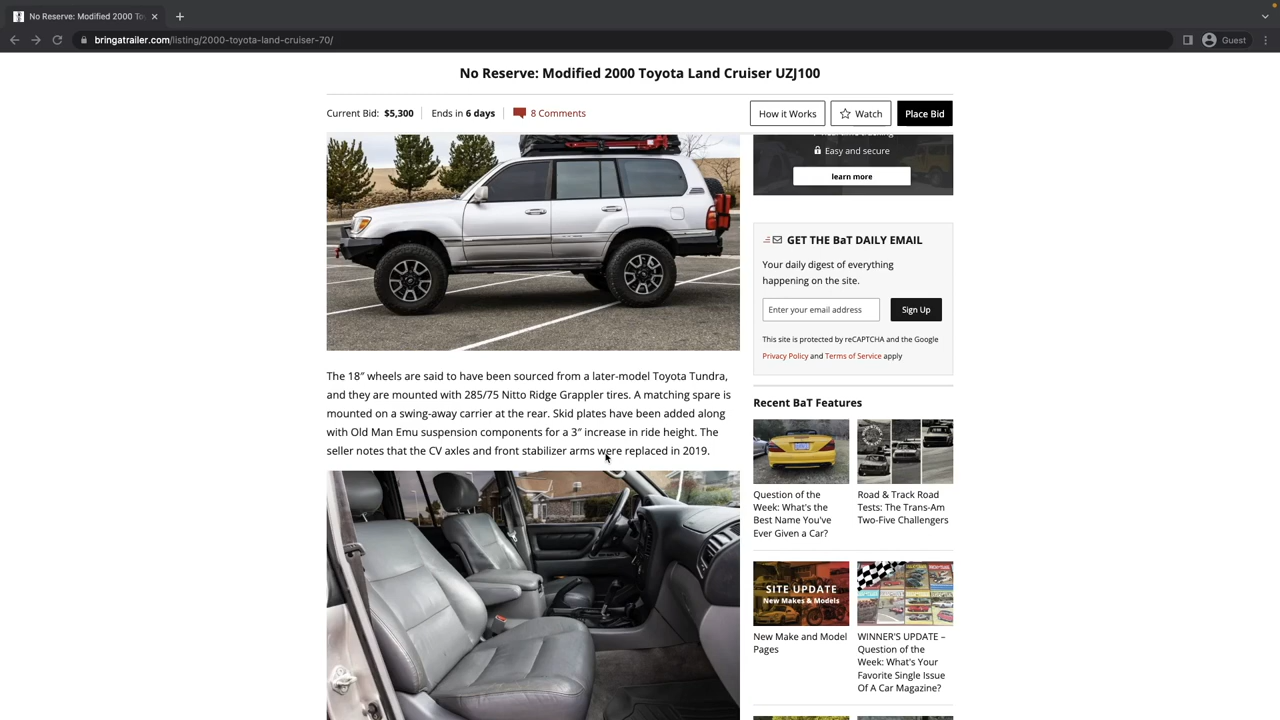 No Reserve: Modified 2000 To
bringatrailer.com/listing/2000-toyota-land-cruiser-70/
Guest
No Reserve: Modified 2000 Toyota Land Cruiser UZJ100
Current Bid: $5,300
Ends in 6 days
8 Comments
How it Works
Watch
Place Bid
Easy and secure
learn more
GET THE BaT DAILY EMAIL
Your daily digest of everything
happening on the site.
Enter your email address
Sign Up
This site is protected by reCAPTCHA and the Google
Privacy Policy and Terms of Service apply
The 18″ wheels are said to have been sourced from a later-model Toyota Tundra,
and they are mounted with 285/75 Nitto Ridge Grappler tires. A matching spare is
mounted on a swing-away carrier at the rear. Skid plates have been added along
with Old Man Emu suspension components for a 3″ increase in ride height. The
seller notes that the CV axles and front stabilizer arms were replaced in 2019.
Recent BaT Features
Question of the
Week: What's the
Best Name You've
Ever Given a Car?
Road & Track Road
Tests: The Trans-Am
Two-Five Challengers
SITE UPDATE
New Makes & Models
New Make and Model
Pages
WINNER'S UPDATE –
Question of the
Week: What's Your
Favorite Single Issue
Of A Car Magazine?